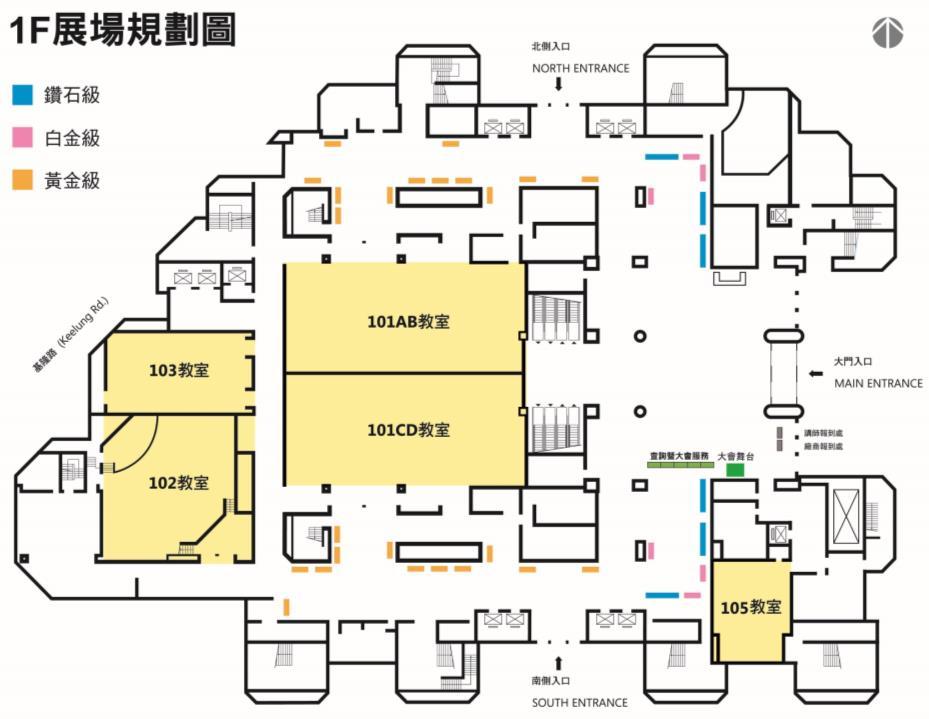 1F展場規劃圖
鑽石級
白金級
黃金級
北側入口
NORTH ENTRANCE
基隆路 (Keelung Rd.)
101AB教室
103教室
大門入口
MAIN ENTRANCE
101CD教室
講師報到處
廠商報到處
查詢暨大會服務
大會舞台
102教室
105教室
南側入口
SOUTH ENTRANCE